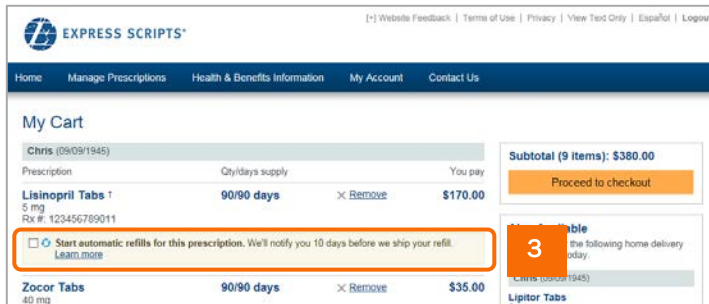 [+] Website Feedback | Terms of Use | Privacy | View Text Only | Español | Logout
EXPRESS SCRIPTS®
Home Manage Prescriptions Health & Benefits Information My Account Contact Us
My Cart
Chris (09/09/1945)
Prescription Qty/days supply You pay
Lisinopril Tabs † 90/90 days × Remove $170.00
5 mg
Rx #: 123456789011
Start automatic refills for this prescription. We'll notify you 10 days before we ship your refill.
Learn more
Zocor Tabs 90/90 days × Remove $35.00
40 mg
Subtotal (9 items): $380.00
Proceed to checkout
3
the following home delivery
Chris (09/09/1945)
Lipitor Tabs